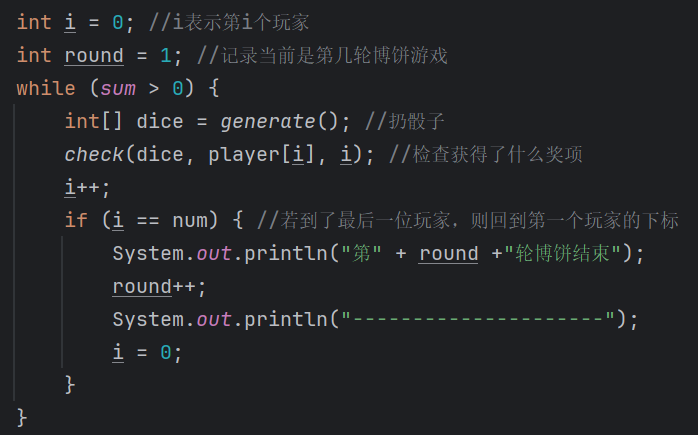 int i = 0; //i表示第i个玩家
int round = 1; //记录当前是第几轮博饼游戏
while (sum > 0) {
    int[] dice = generate(); //扔骰子
    check(dice, player[i], i); //检查获得了什么奖项
    i++;
    if (i == num) { //若到了最后一位玩家，则回到第一个玩家的下标
        System.out.println("第" + round +"轮博饼结束");
        round++;
        System.out.println("---------------------");
        i = 0;
    }
}